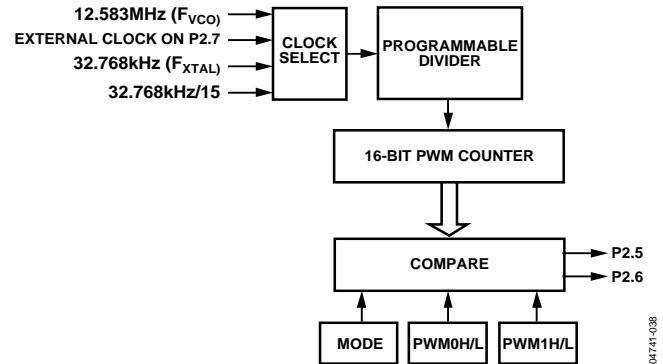 12.583MHz (FVCO)
EXTERNAL CLOCK ON P2.7
32.768kHz (FXTAL)
32.768kHz/15
CLOCK
SELECT
PROGRAMMABLE
DIVIDER
16-BIT PWM COUNTER
COMPARE
P2.5
P2.6
MODE
PWM0H/L
PWM1H/L
04741-038